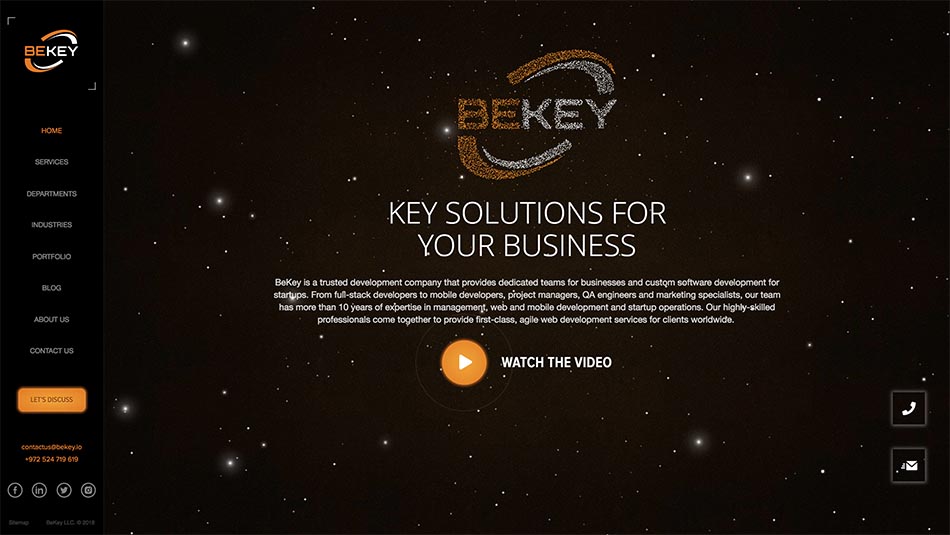 BEKEY
HOME
SERVICES
DEPARTMENTS
INDUSTRIES
PORTFOLIO
BLOG
ABOUT US
CONTACT US
LET'S DISCUSS
contactus@bekey.io
+972 524 719 619
Sitemap BeKey LLC. © 2018
BEKEY
KEY SOLUTIONS FOR
YOUR BUSINESS
BeKey is a trusted development company that provides dedicated teams for businesses and custom software development for
startups. From full-stack developers to mobile developers, project managers, QA engineers and marketing specialists, our team
has more than 10 years of expertise in management, web and mobile development and startup operations. Our highly-skilled
professionals come together to provide first-class, agile web development services for clients worldwide.
WATCH THE VIDEO